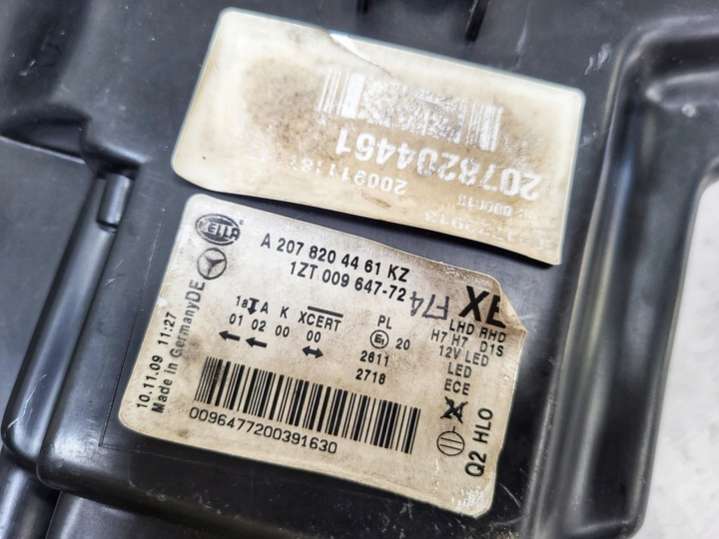 2078204461
HELLA
A 207 820 44 61 KZ
1ZT 009 647-72
F74
XE
LHD RHD
H7 H7 D1S
12V LED
LED
ECE
Q2 HLO
A K XCERT
01 02 00 00
PL
20
2611
2718
10.11.09 11:27
Made in Germany DE
0096477200391630